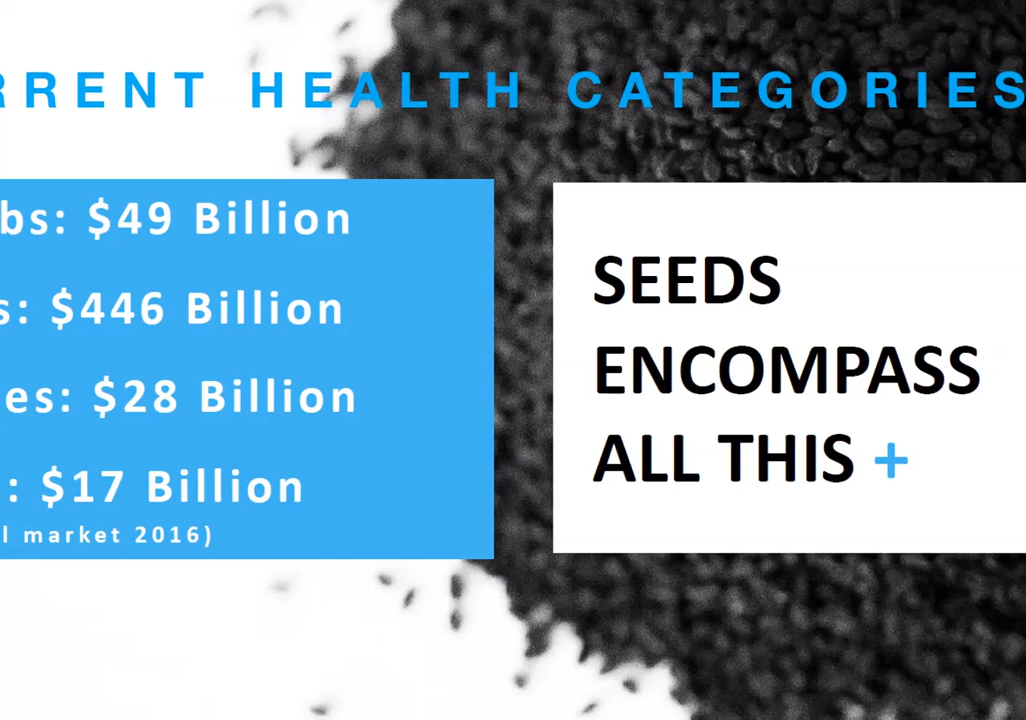 RRENT HEALTH CATEGORIES
bs: $49 Billion
s: $446 Billion
es: $28 Billion
: $17 Billion
l market 2016)
SEEDS
ENCOMPASS
ALL THIS +